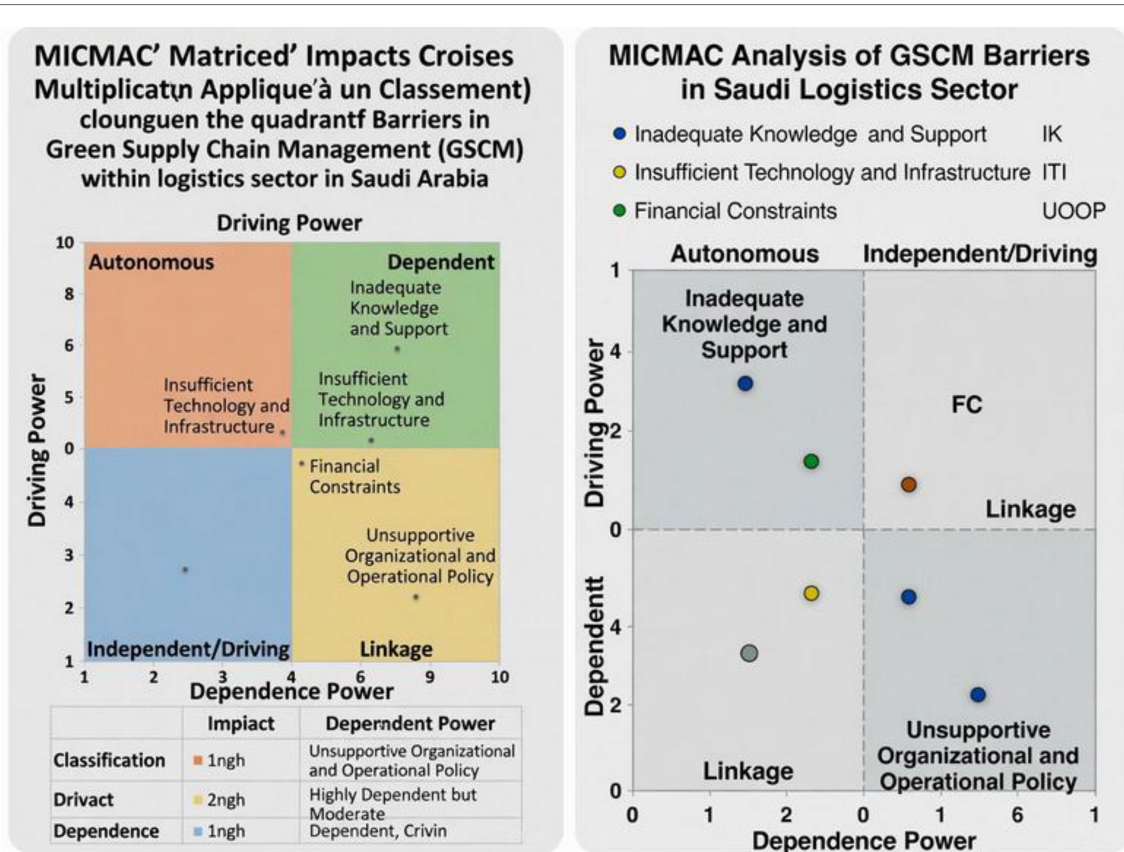 MICMAC' Matriced' Impacts Croises
Multiplicatιn Applique'à un Classement)
clounguen the quadrantf Barriers in
Green Supply Chain Management (GSCM)
within logistics sector in Saudi Arabia
Driving Power
10
8
6
5
0
4
3
2
1
Driving Power
Autonomous
Dependent
Inadequate
Knowledge
and Support
Insufficient
Technology and
Infrastructure
Insufficient
Technology and
Infrastructure
Financial
Constraints
Unsupportive
Organizational and
Operational Policy
Independent/Driving
Linkage
1 2 3 4 6 9 10
Dependence Power
Impiact Deperndent Power
Classification 1ngh Unsupportive Organizational
and Operational Policy
Drivact 2ngh Highly Dependent but
Moderate
Dependence 1ngh Dependent, Crivin
MICMAC Analysis of GSCM Barriers
in Saudi Logistics Sector
Inadequate Knowledge and Support IK
Insufficient Technology and Infrastructure ITI
Financial Constraints UOOP
Autonomous Independent/Driving
1
4
2
0
4
2
0
Driving Power
Dependentt
Inadequate
Knowledge and
Support
FC
Linkage
Linkage
Unsupportive
Organizational and
Operational Policy
0 1 2 0 1 6 1
Dependence Power